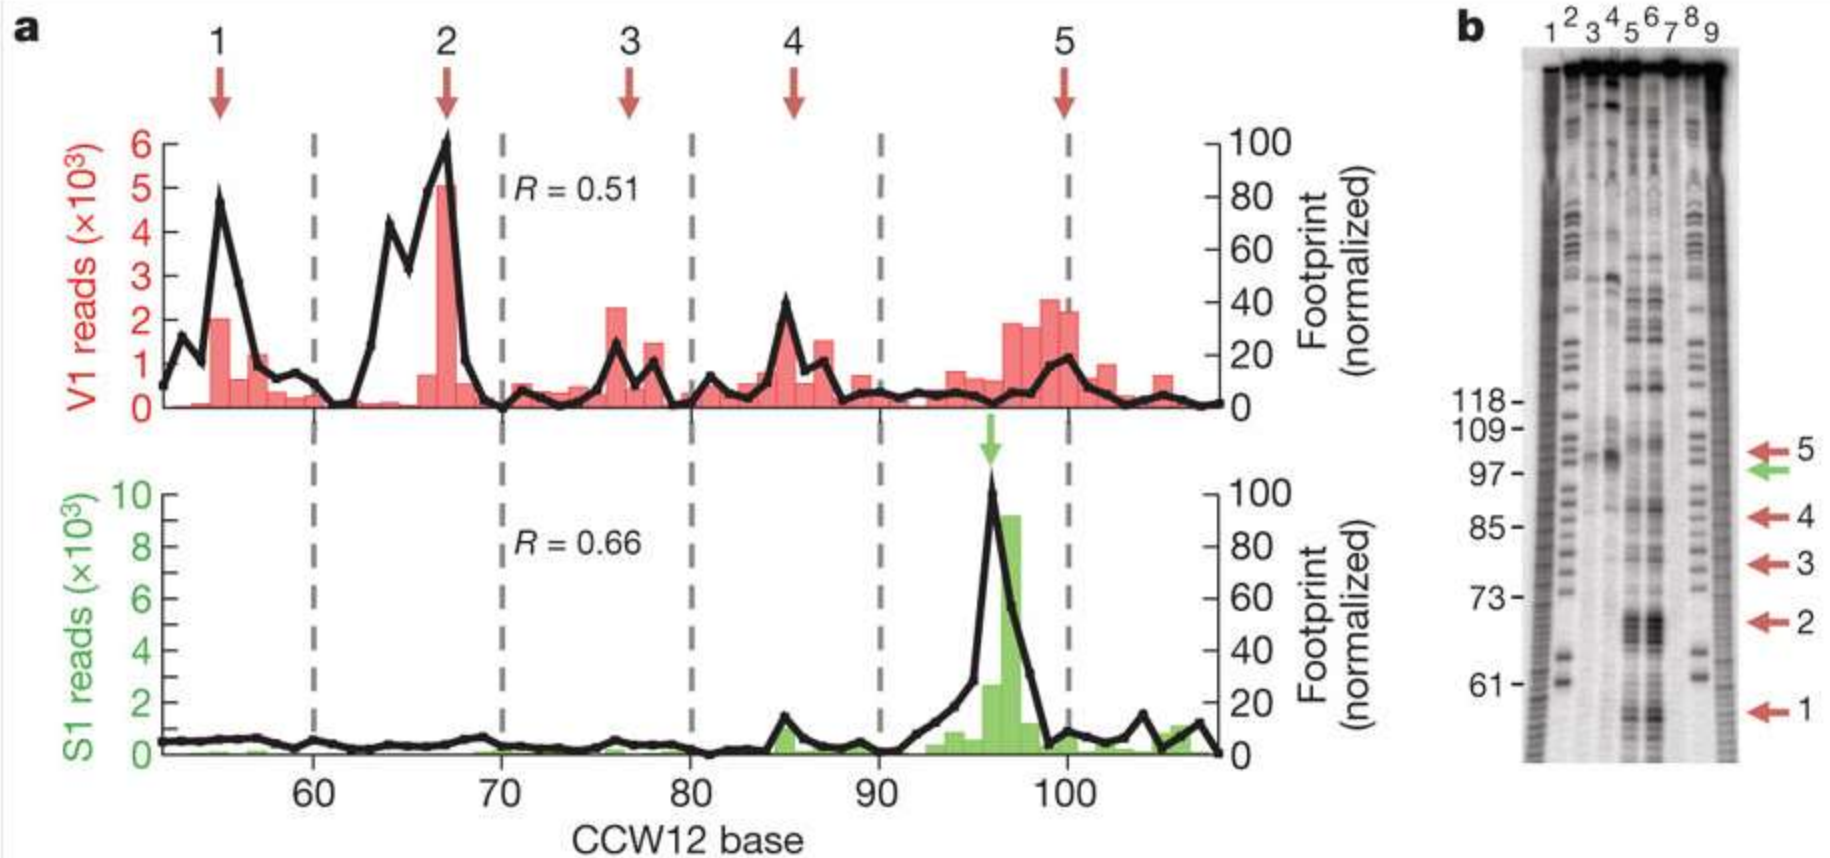 a
1 2 3 4 5
V1 reads (×10³)
6
5
4
3
2
1
0
R = 0.51
100
80
60
40
20
0
Footprint
(normalized)
S1 reads (×10³)
10
8
6
4
2
0
R = 0.66
100
80
60
40
20
0
Footprint
(normalized)
60 70 80 90 100
CCW12 base
b
1 2 3 4 5 6 7 8 9
118
109
97
85
73
61
5
4
3
2
1